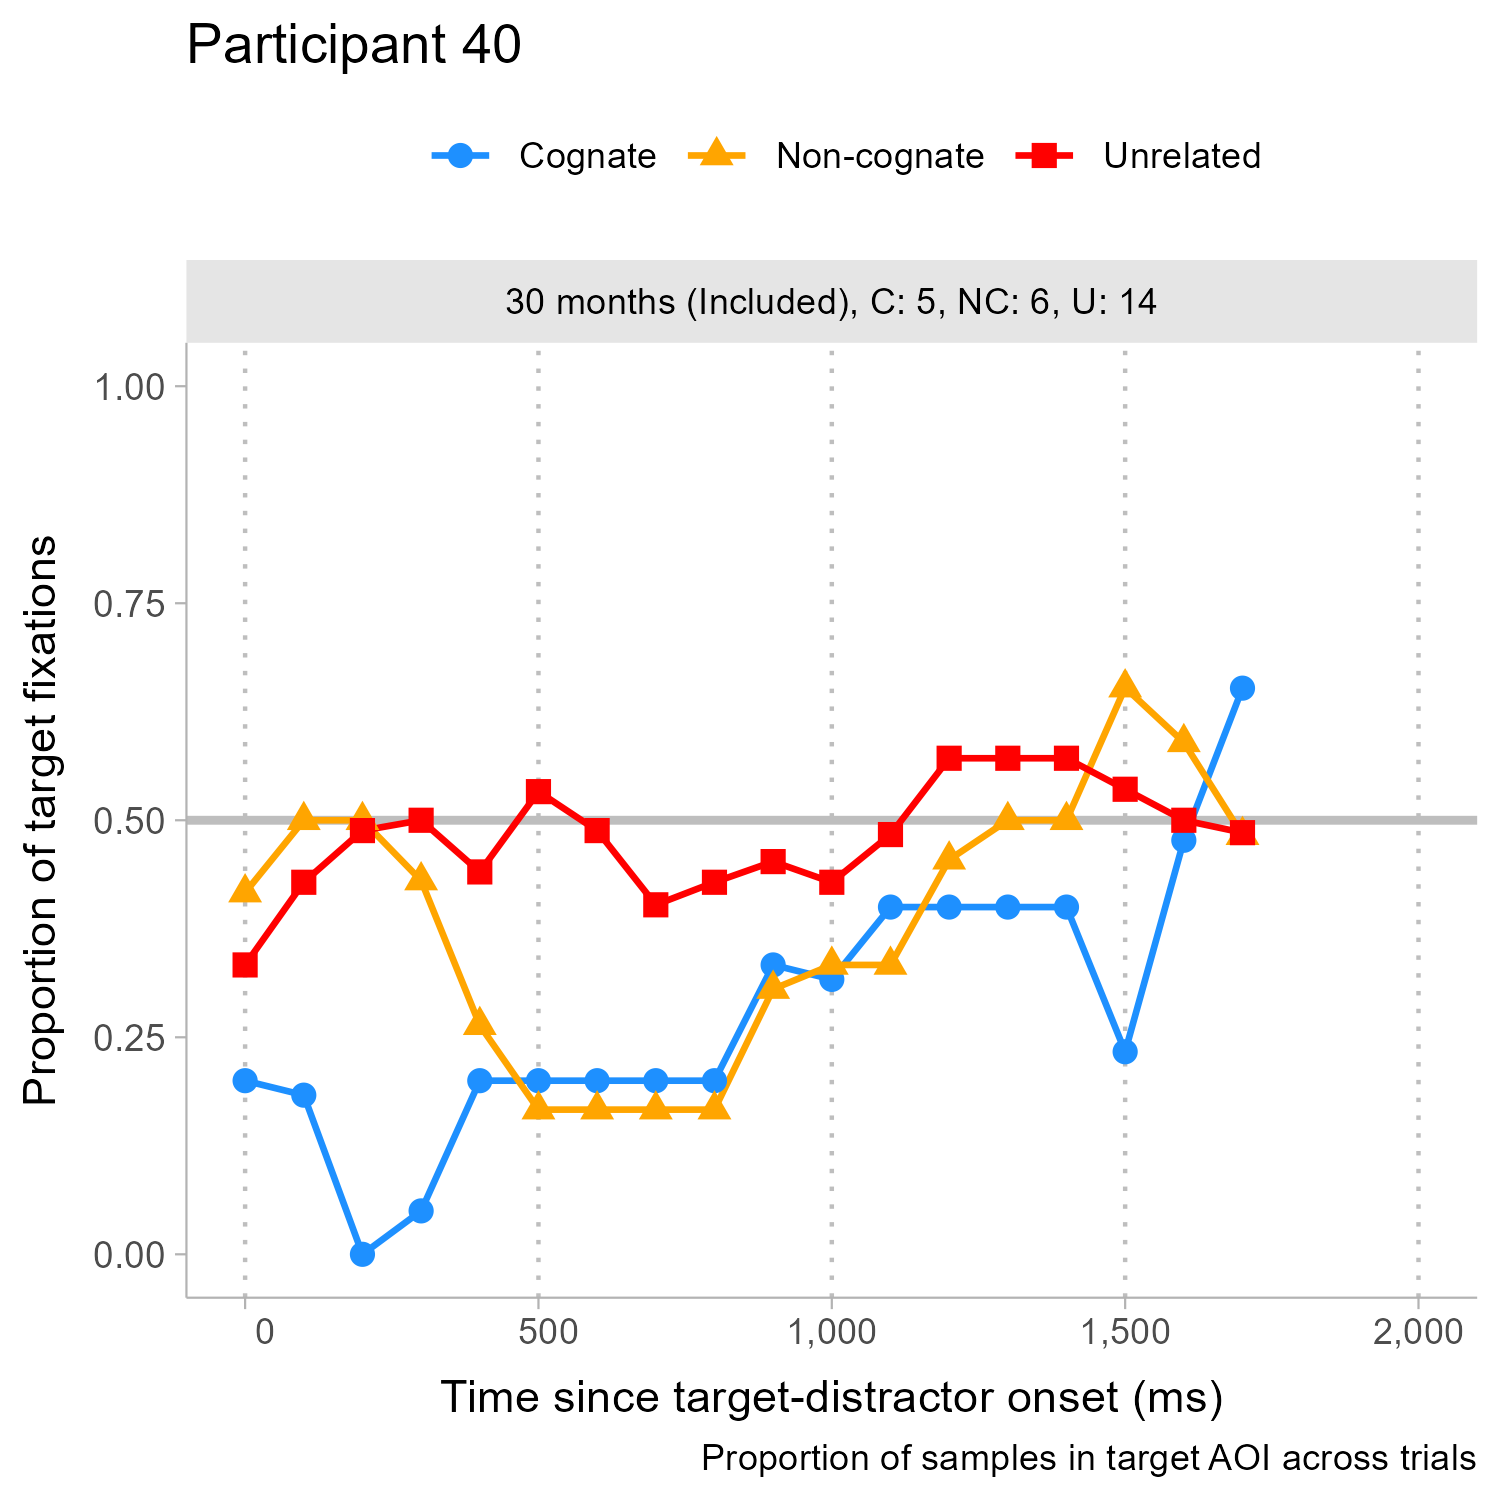 Participant 40
Cognate Non-cognate Unrelated
30 months (Included), C: 5, NC: 6, U: 14
1.00
0.75
0.50
0.25
0.00
Proportion of target fixations
0 500 1,000 1,500 2,000
Time since target-distractor onset (ms)
Proportion of samples in target AOI across trials